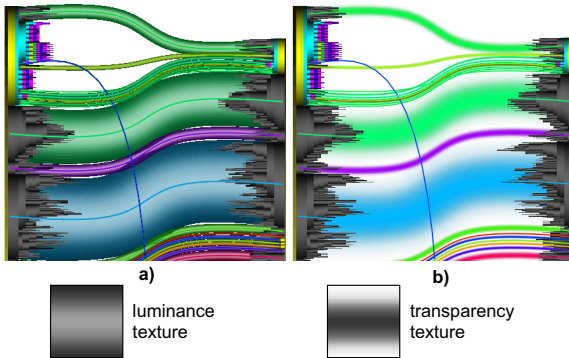 a)
b)
luminance
texture
transparency
texture